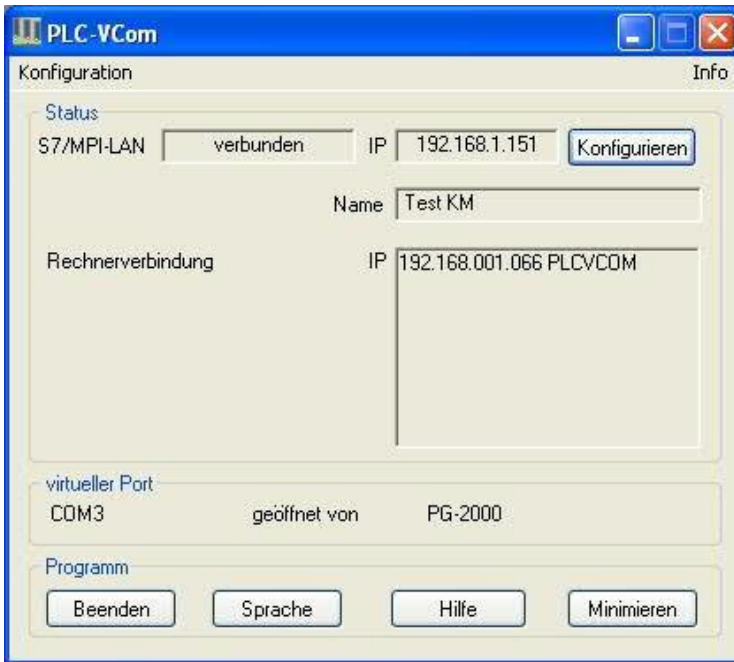 PLC-VCom
Konfiguration Info
Status
S7/MPI-LAN verbunden IP 192.168.1.151 Konfigurieren
Name Test KM
Rechnerverbindung IP 192.168.001.066 PLCVCOM
virtueller Port
COM3 geöffnet von PG-2000
Programm
Beenden Sprache Hilfe Minimieren